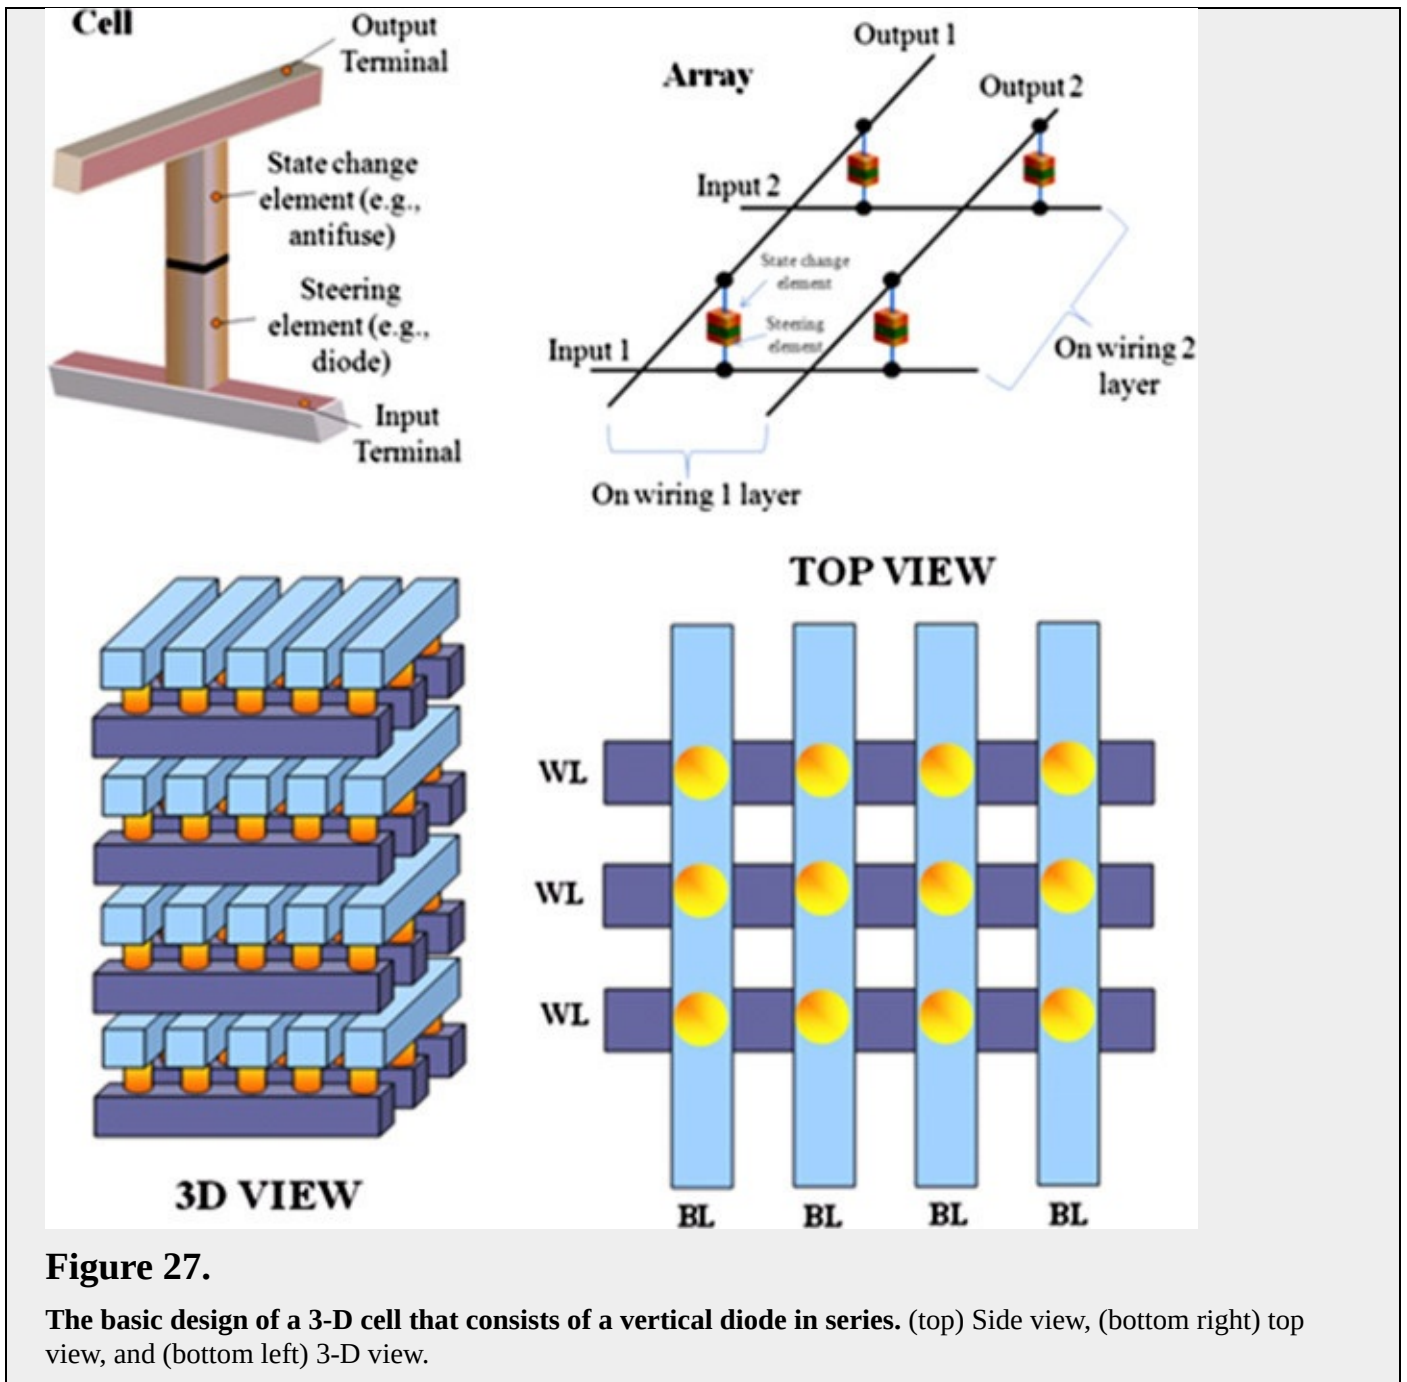 Cell
Output
Terminal
State change
element (e.g.,
antifuse)
Steering
element (e.g.,
diode)
Input
Terminal
Array
Output 1
Output 2
Input 2
State change
element
Steering
element
Input 1
On wiring 2
layer
On wiring 1 layer
3D VIEW
TOP VIEW
WL
WL
WL
BL
BL
BL
BL
Figure 27.
The basic design of a 3-D cell that consists of a vertical diode in series. (top) Side view, (bottom right) top
view, and (bottom left) 3-D view.